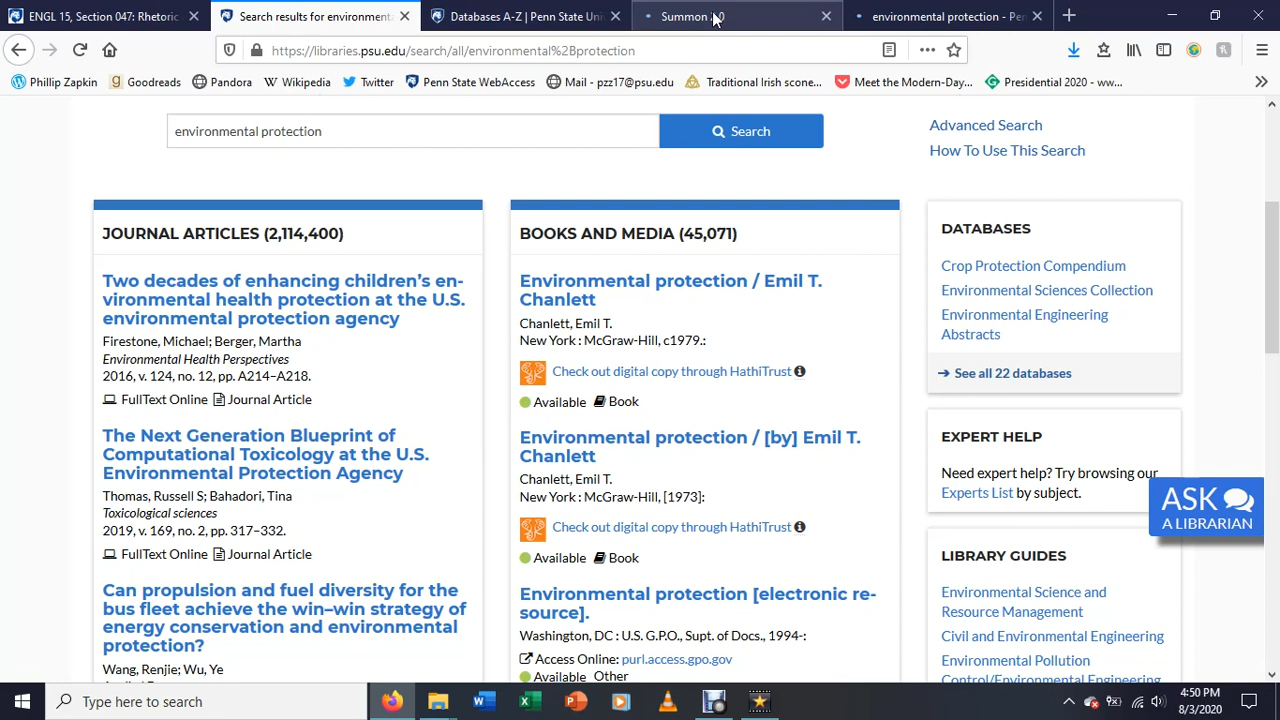 ENGL 15, Section 047: Rhetoric
Search results for environmenta
Databases A-Z | Penn State Uni
Summon 2.0
environmental protection - Pen
https://libraries.psu.edu/search/all/environmental%2Bprotection
Phillip Zapkin
Goodreads
Pandora
Wikipedia
Twitter
Penn State WebAccess
Mail - pzz17@psu.edu
Traditional Irish scone...
Meet the Modern-Day...
Presidential 2020 - ww...
environmental protection
Search
Advanced Search
How To Use This Search
JOURNAL ARTICLES (2,114,400)
Two decades of enhancing children's en-
vironmental health protection at the U.S.
environmental protection agency
Firestone, Michael; Berger, Martha
Environmental Health Perspectives
2016, v. 124, no. 12, pp. A214–A218.
FullText Online Journal Article
The Next Generation Blueprint of
Computational Toxicology at the U.S.
Environmental Protection Agency
Thomas, Russell S; Bahadori, Tina
Toxicological sciences
2019, v. 169, no. 2, pp. 317–332.
FullText Online Journal Article
Can propulsion and fuel diversity for the
bus fleet achieve the win–win strategy of
energy conservation and environmental
protection?
Wang, Renjie; Wu, Ye
BOOKS AND MEDIA (45,071)
Environmental protection / Emil T.
Chanlett
Chanlett, Emil T.
New York : McGraw-Hill, c1979.:
Check out digital copy through HathiTrust
Available Book
Environmental protection / [by] Emil T.
Chanlett
Chanlett, Emil T.
New York : McGraw-Hill, [1973]:
Check out digital copy through HathiTrust
Available Book
Environmental protection [electronic re-
source].
Washington, DC : U.S. G.P.O., Supt. of Docs., 1994-:
Access Online: purl.access.gpo.gov
Available Other
DATABASES
Crop Protection Compendium
Environmental Sciences Collection
Environmental Engineering
Abstracts
See all 22 databases
EXPERT HELP
Need expert help? Try browsing our
Experts List by subject.
ASK
A LIBRARIAN
LIBRARY GUIDES
Environmental Science and
Resource Management
Civil and Environmental Engineering
Environmental Pollution
Control/Environmental Engineering
Type here to search
4:50 PM
8/3/2020